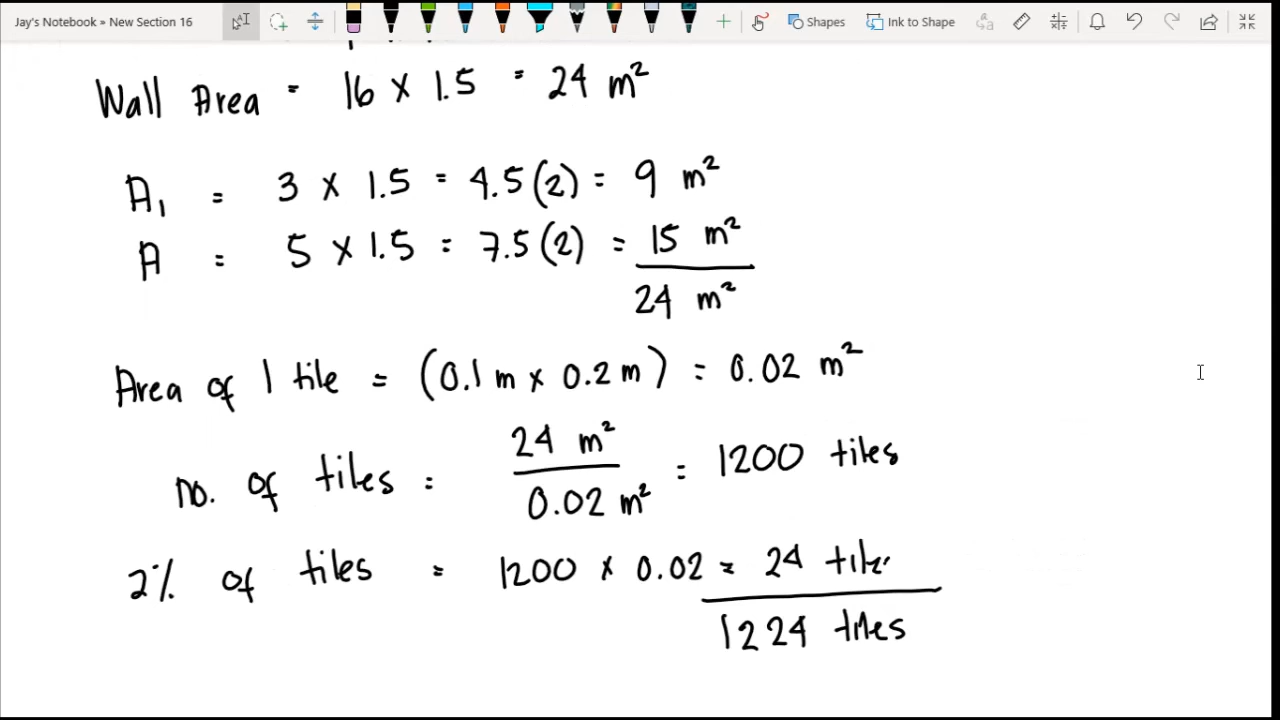 Jay's Notebook » New Section 16
Shapes
Ink to Shape
Wall Area = 16 x 1.5 = 24 m²
A₁ = 3 x 1.5 = 4.5(2) = 9 m²
A = 5 x 1.5 = 7.5(2) = 15 m²
24 m²
Area of 1 tile = (0.1m x 0.2m) = 0.02 m²
no. of tiles = 24 m² / 0.02 m² = 1200 tiles
2% of tiles = 1200 x 0.02 = 24 tile
1224 tiles